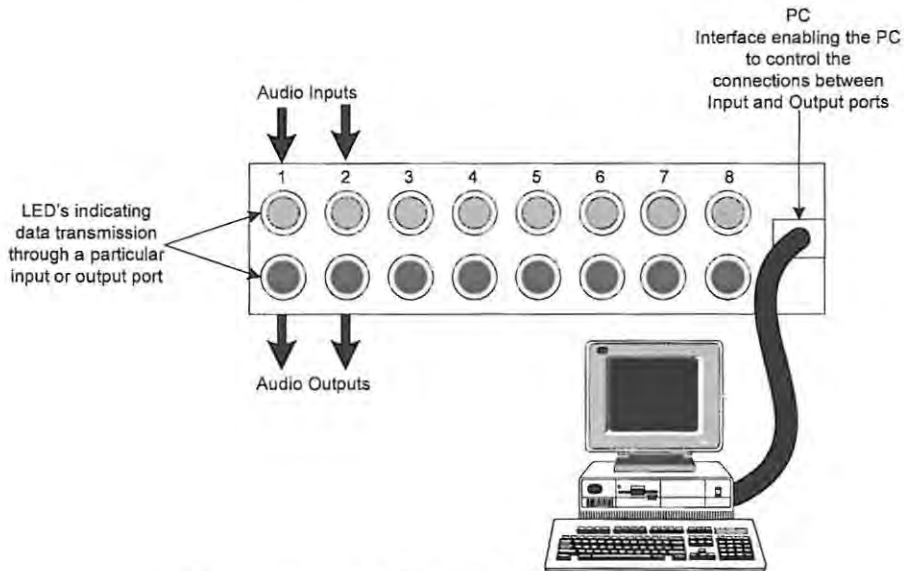 PC
Interface enabling the PC
to control the
connections between
Input and Output ports
Audio Inputs
1 2 3 4 5 6 7 8
LED's indicating
data transmission
through a particular
input or output port
Audio Outputs